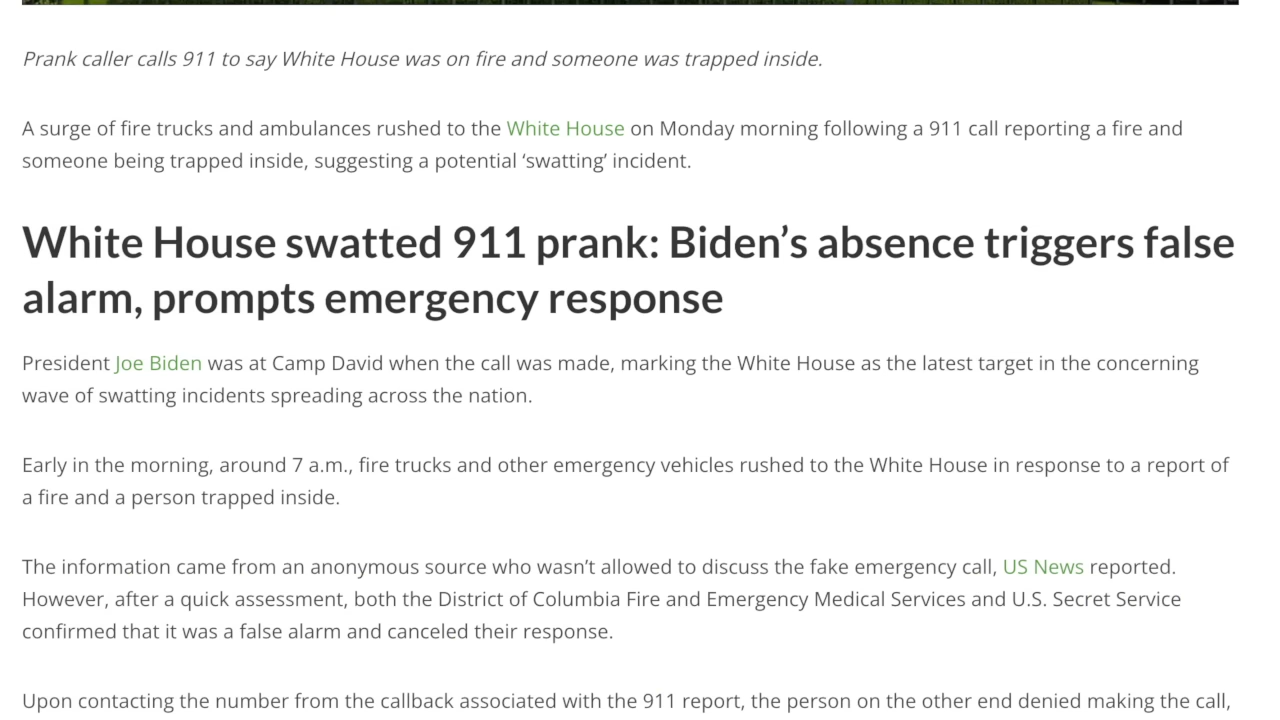 Prank caller calls 911 to say White House was on fire and someone was trapped inside.
A surge of fire trucks and ambulances rushed to the White House on Monday morning following a 911 call reporting a fire and
someone being trapped inside, suggesting a potential ‘swatting’ incident.
White House swatted 911 prank: Biden’s absence triggers false
alarm, prompts emergency response
President Joe Biden was at Camp David when the call was made, marking the White House as the latest target in the concerning
wave of swatting incidents spreading across the nation.
Early in the morning, around 7 a.m., fire trucks and other emergency vehicles rushed to the White House in response to a report of
a fire and a person trapped inside.
The information came from an anonymous source who wasn’t allowed to discuss the fake emergency call, US News reported.
However, after a quick assessment, both the District of Columbia Fire and Emergency Medical Services and U.S. Secret Service
confirmed that it was a false alarm and canceled their response.
Upon contacting the number from the callback associated with the 911 report, the person on the other end denied making the call,